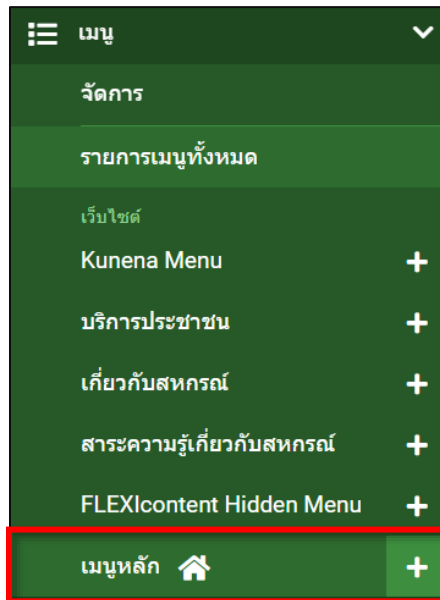 เมนู
จัดการ
รายการเมนูทั้งหมด
เว็บไซต์
Kunena Menu
บริการประชาชน
เกี่ยวกับสหกรณ์
สาระความรู้เกี่ยวกับสหกรณ์
FLEXIcontent Hidden Menu
เมนูหลัก